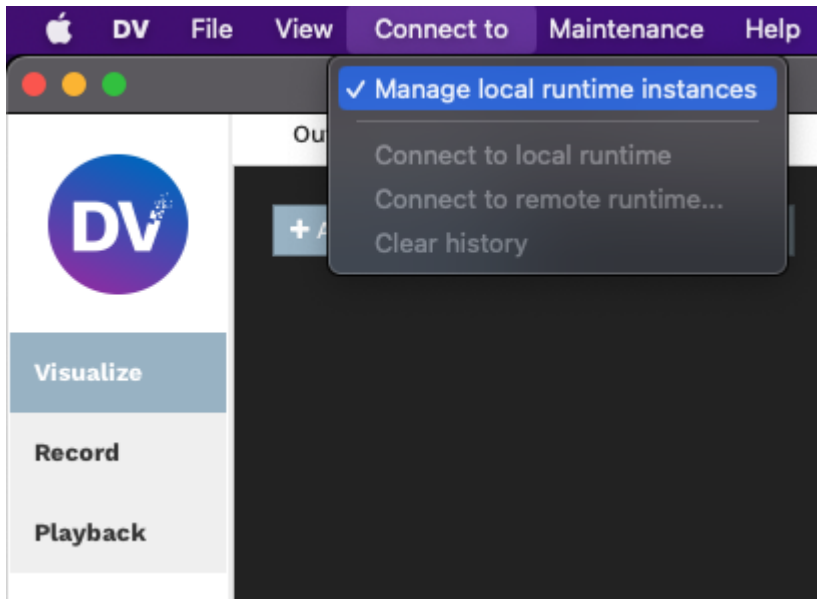 DV File View Connect to Maintenance Help
✓ Manage local runtime instances
Ou
Connect to local runtime
Connect to remote runtime...
Clear history
DV
+ A
Visualize
Record
Playback